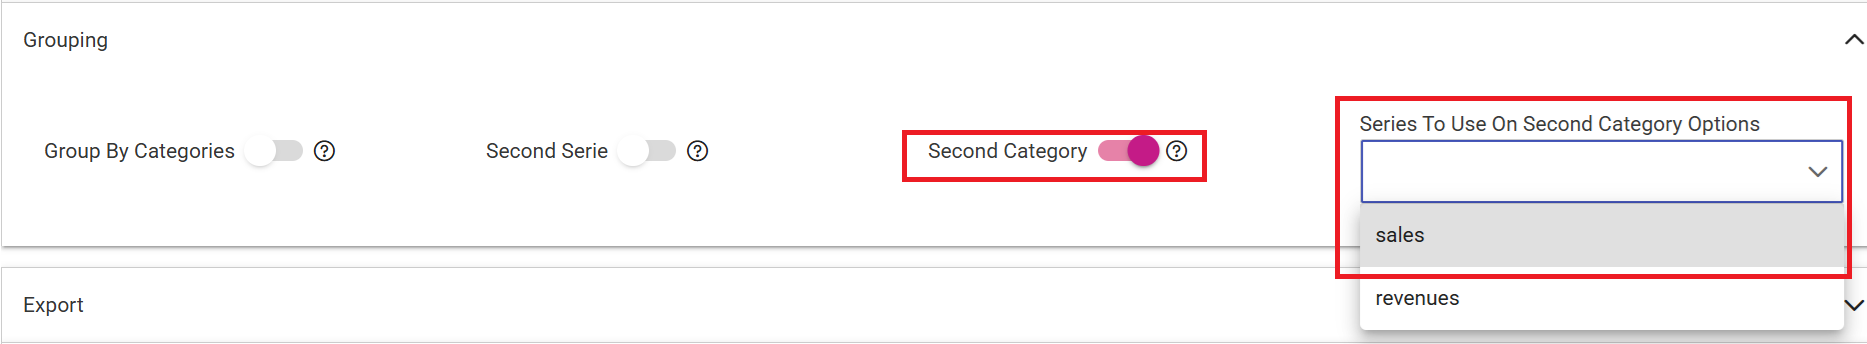 Grouping
Group By Categories
Second Serie
Second Category
Series To Use On Second Category Options
sales
revenues
Export